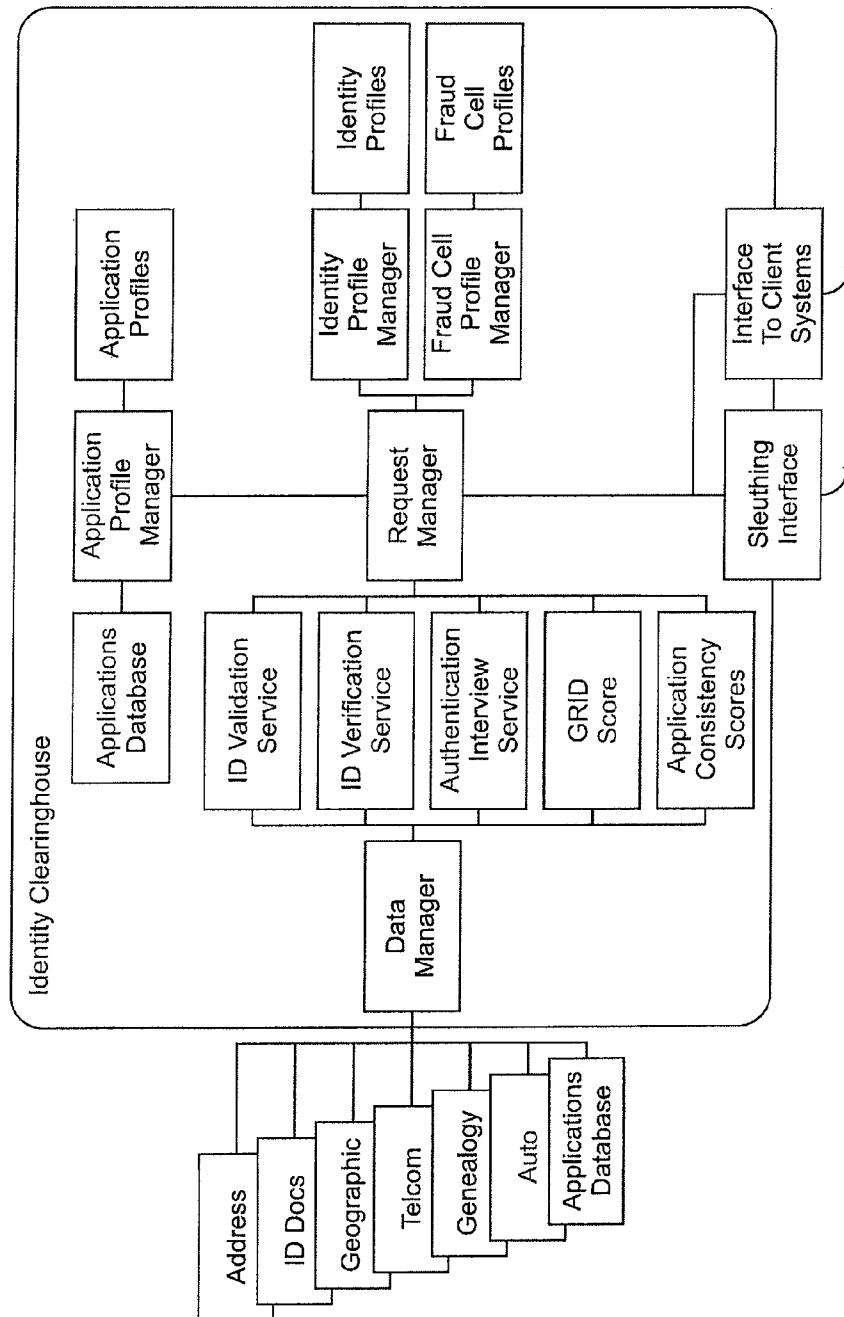 Identity Clearinghouse
Address
ID Docs
Geographic
Telcom
Genealogy
Auto
Applications
Database
Data
Manager
Applications
Database
ID Validation
Service
ID Verification
Service
Authentication
Interview
Service
GRID
Score
Application
Consistency
Scores
Application
Profile
Manager
Request
Manager
Sleuthing
Interface
Application
Profiles
Identity
Profile
Manager
Fraud Cell
Profile
Manager
Identity
Profiles
Fraud
Cell
Profiles
Interface
To Client
Systems